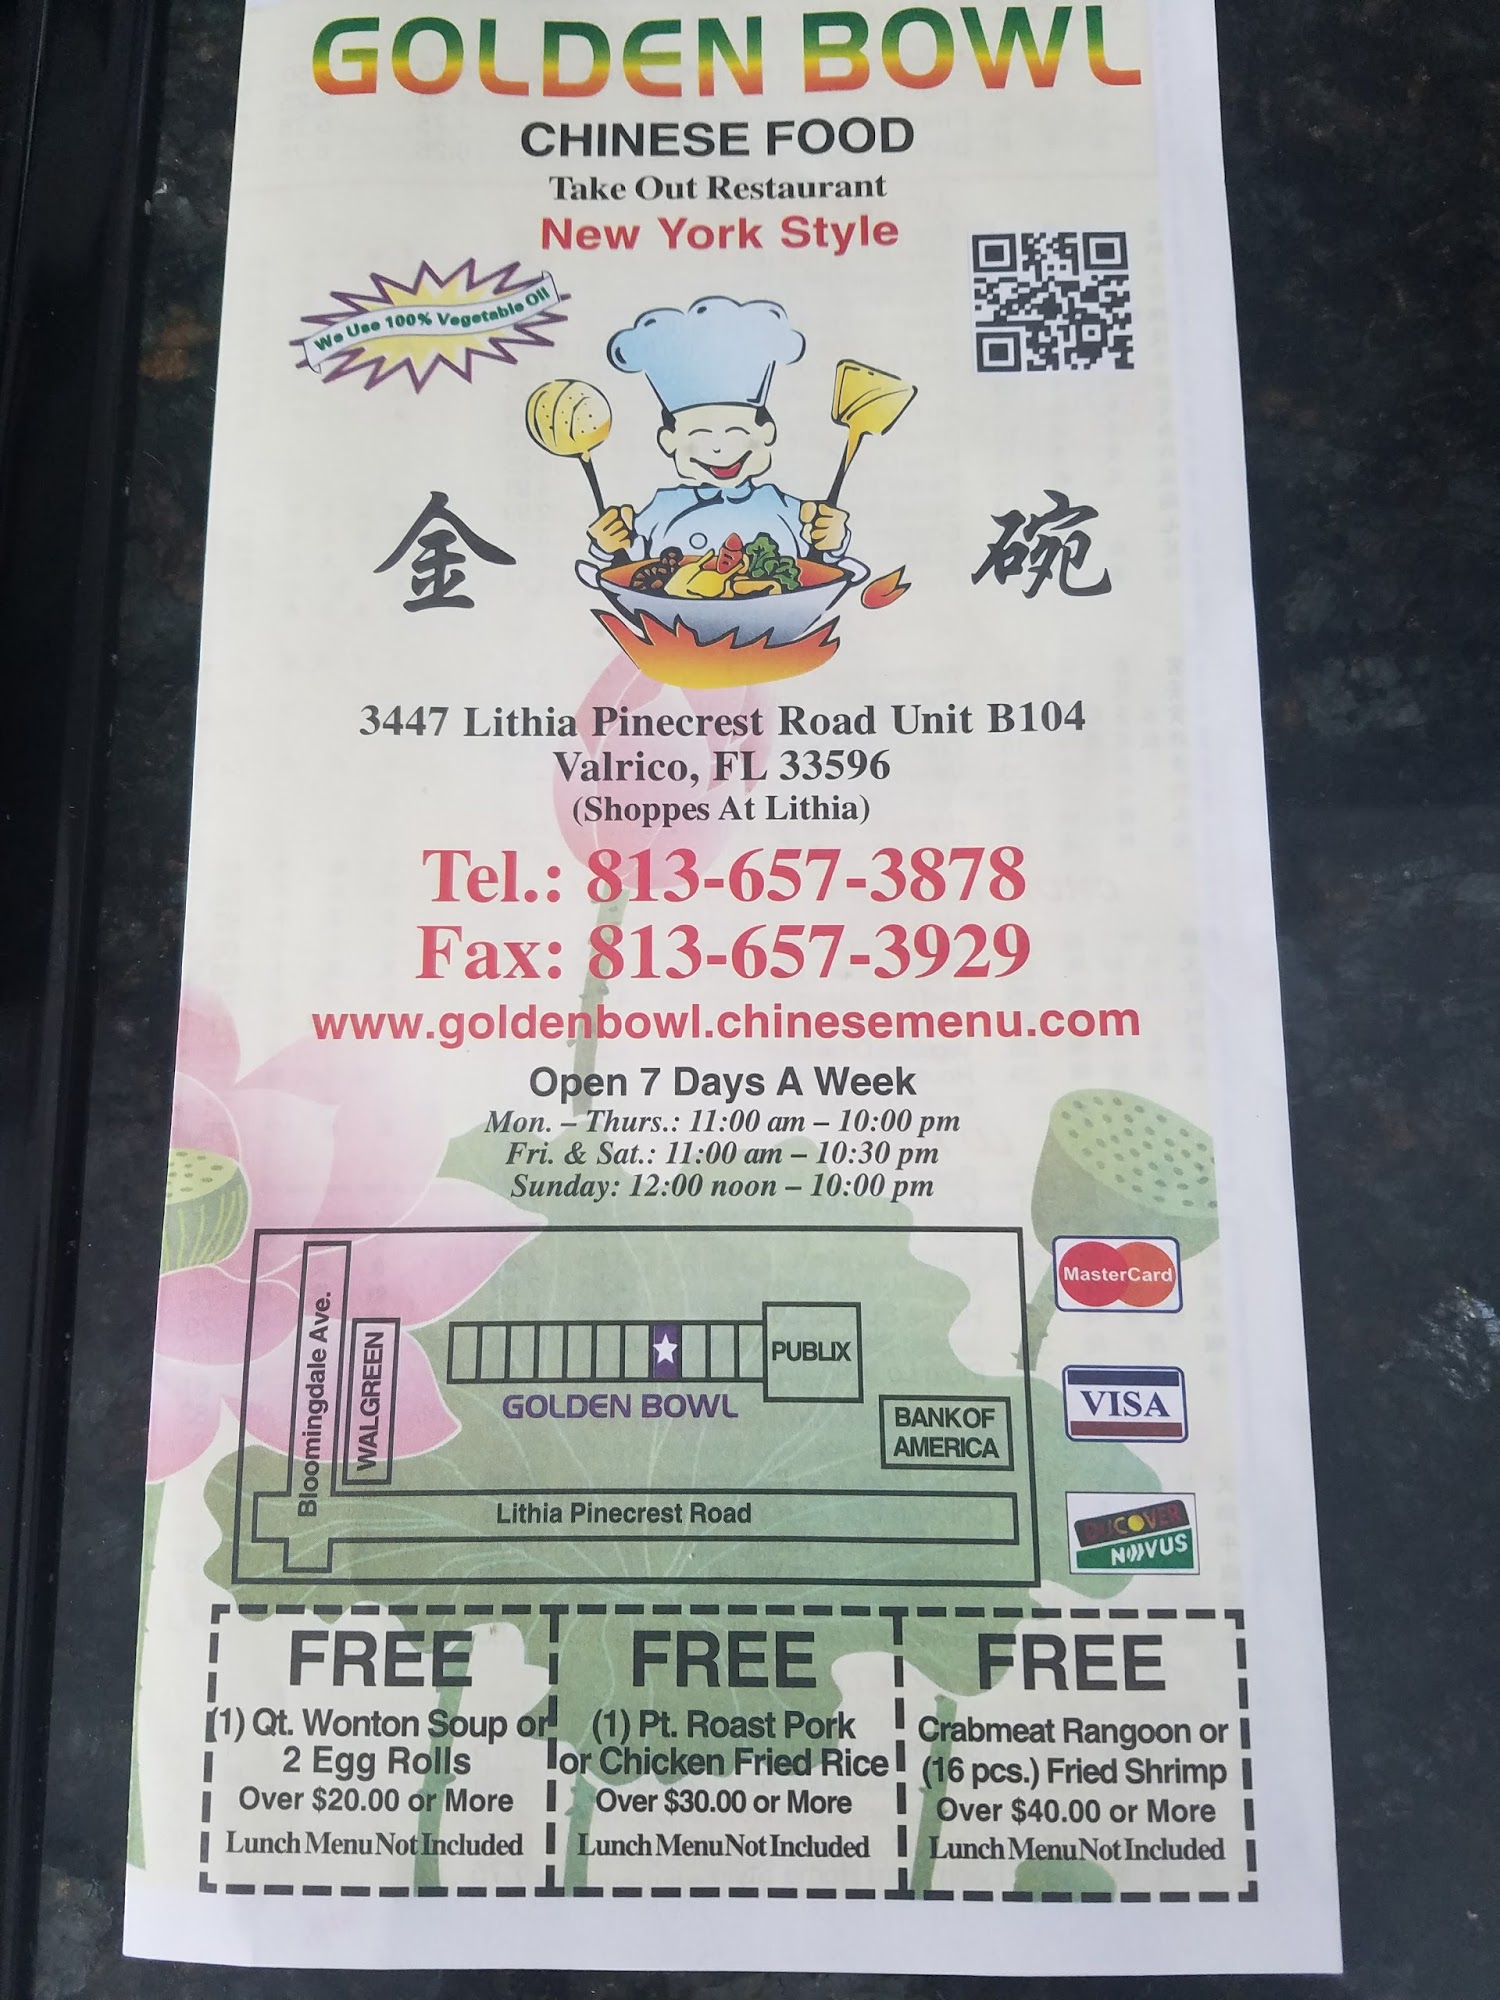 GOLDEN BOWL
CHINESE FOOD
Take Out Restaurant
New York Style
We Use 100% Vegetable Oil!
金 碗
3447 Lithia Pinecrest Road Unit B104
Valrico, FL 33596
(Shoppes At Lithia)
Tel.: 813-657-3878
Fax: 813-657-3929
www.goldenbowl.chinesemenu.com
Open 7 Days A Week
Mon. – Thurs.: 11:00 am – 10:00 pm
Fri. & Sat.: 11:00 am – 10:30 pm
Sunday: 12:00 noon – 10:00 pm
Bloomingdale Ave.
WALGREEN
GOLDEN BOWL
PUBLIX
BANK OF
AMERICA
Lithia Pinecrest Road
MasterCard
VISA
DISCOVER
NOVUS
FREE
(1) Qt. Wonton Soup or
2 Egg Rolls
Over $20.00 or More
Lunch Menu Not Included
FREE
(1) Pt. Roast Pork
or Chicken Fried Rice
Over $30.00 or More
Lunch Menu Not Included
FREE
Crabmeat Rangoon or
(16 pcs.) Fried Shrimp
Over $40.00 or More
Lunch Menu Not Included